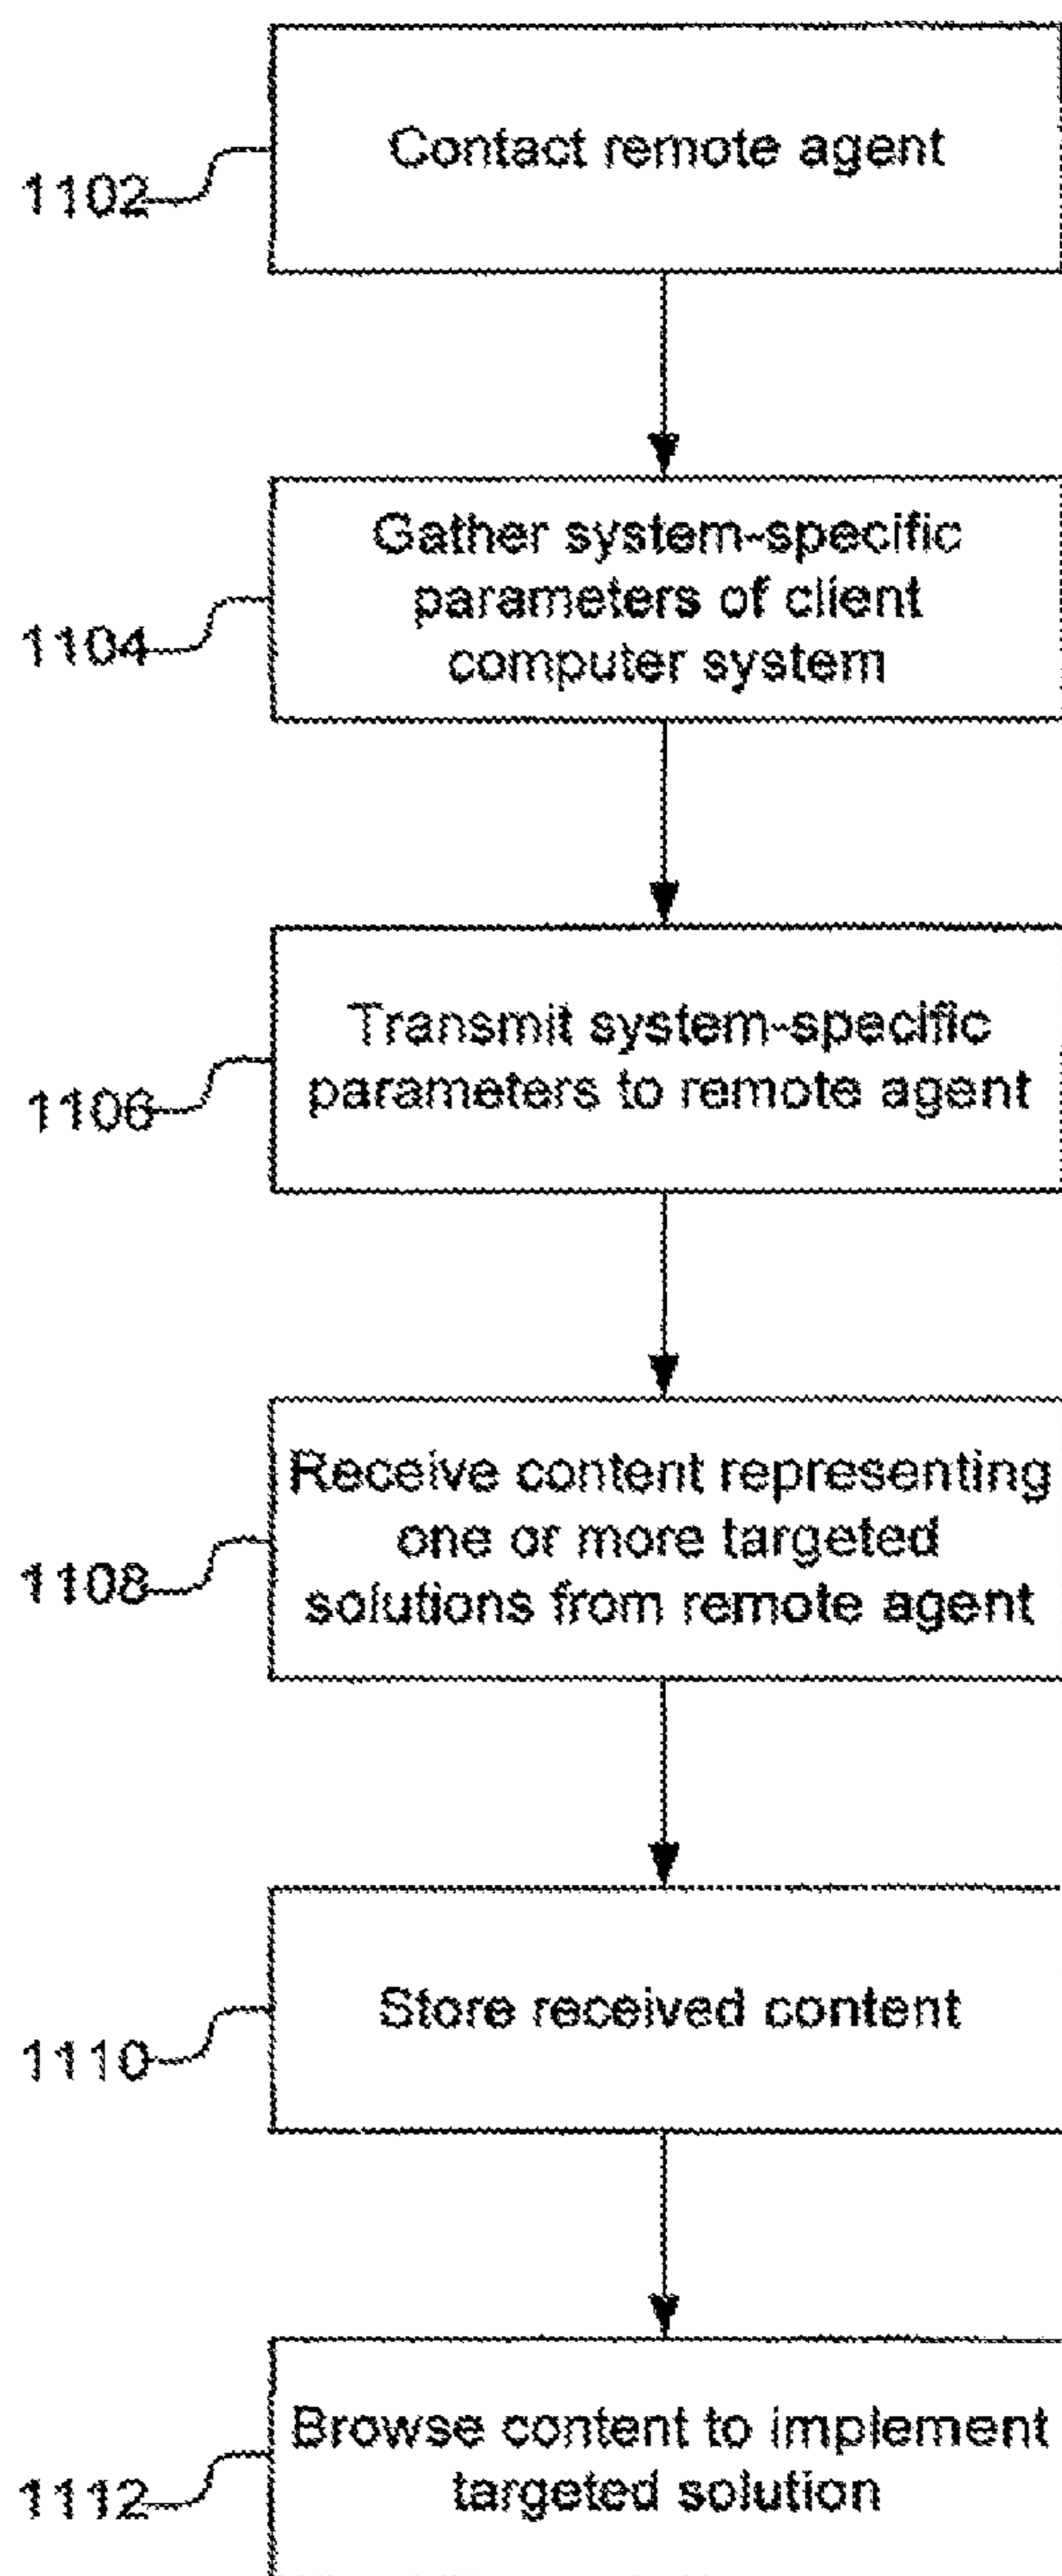 Contact remote agent
1102
Gather system-specific
parameters of client
computer system
1104
Transmit system-specific
parameters to remote agent
1106
Receive content representing
one or more targeted
solutions from remote agent
1108
Store received content
1110
Browse content to implement
targeted solution
1112